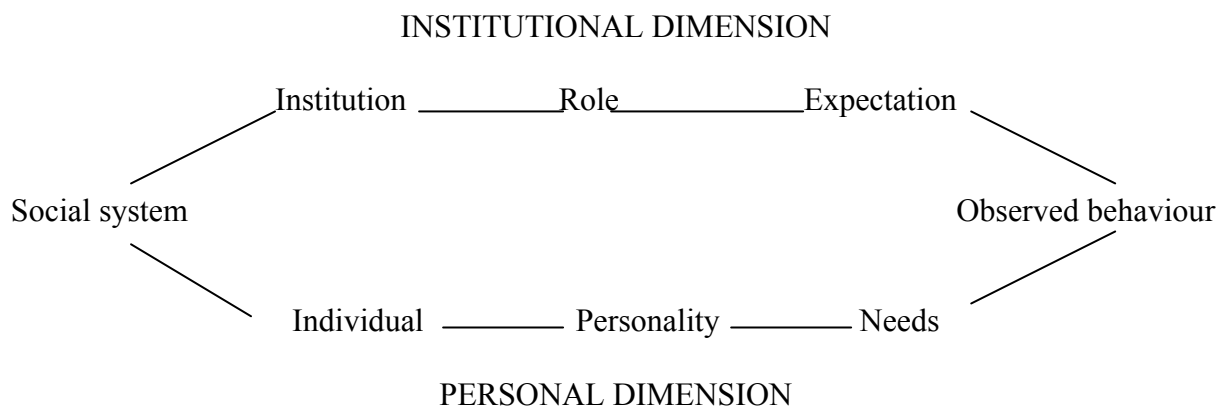 INSTITUTIONAL DIMENSION
Institution Role Expectation
Social system Observed behaviour
Individual Personality Needs
PERSONAL DIMENSION